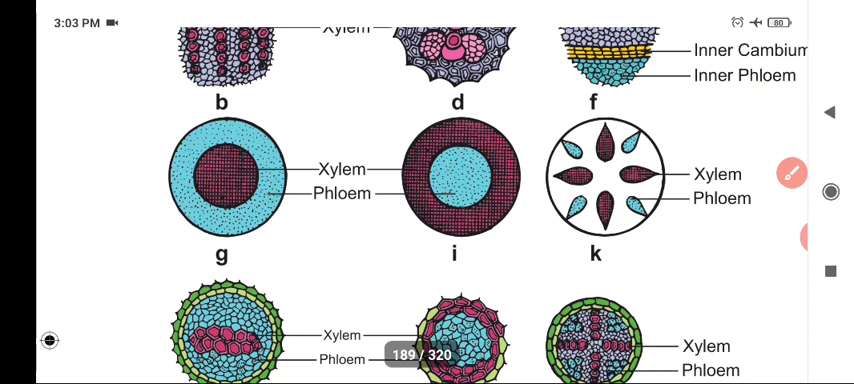 3:03 PM
80
Xylem
Inner Cambium
Inner Phloem
b
d
f
Xylem
Phloem
Xylem
Phloem
g
i
k
Xylem
Phloem
189 / 320
Xylem
Phloem